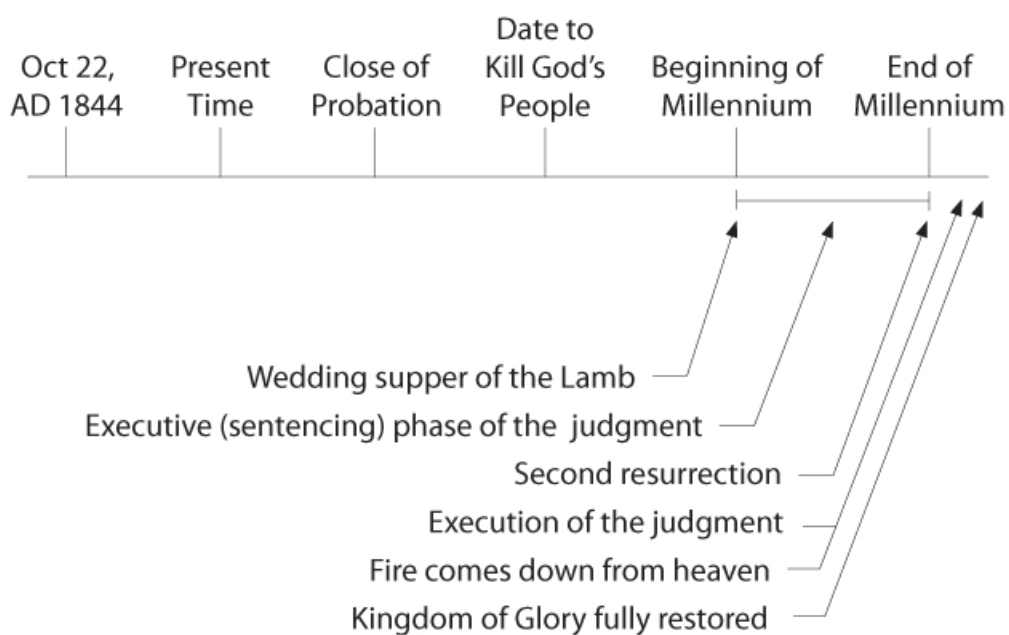 Oct 22,
AD 1844
Present
Time
Close of
Probation
Date to
Kill God's
People
Beginning of
Millennium
End of
Millennium
Wedding supper of the Lamb
Executive (sentencing) phase of the judgment
Second resurrection
Execution of the judgment
Fire comes down from heaven
Kingdom of Glory fully restored